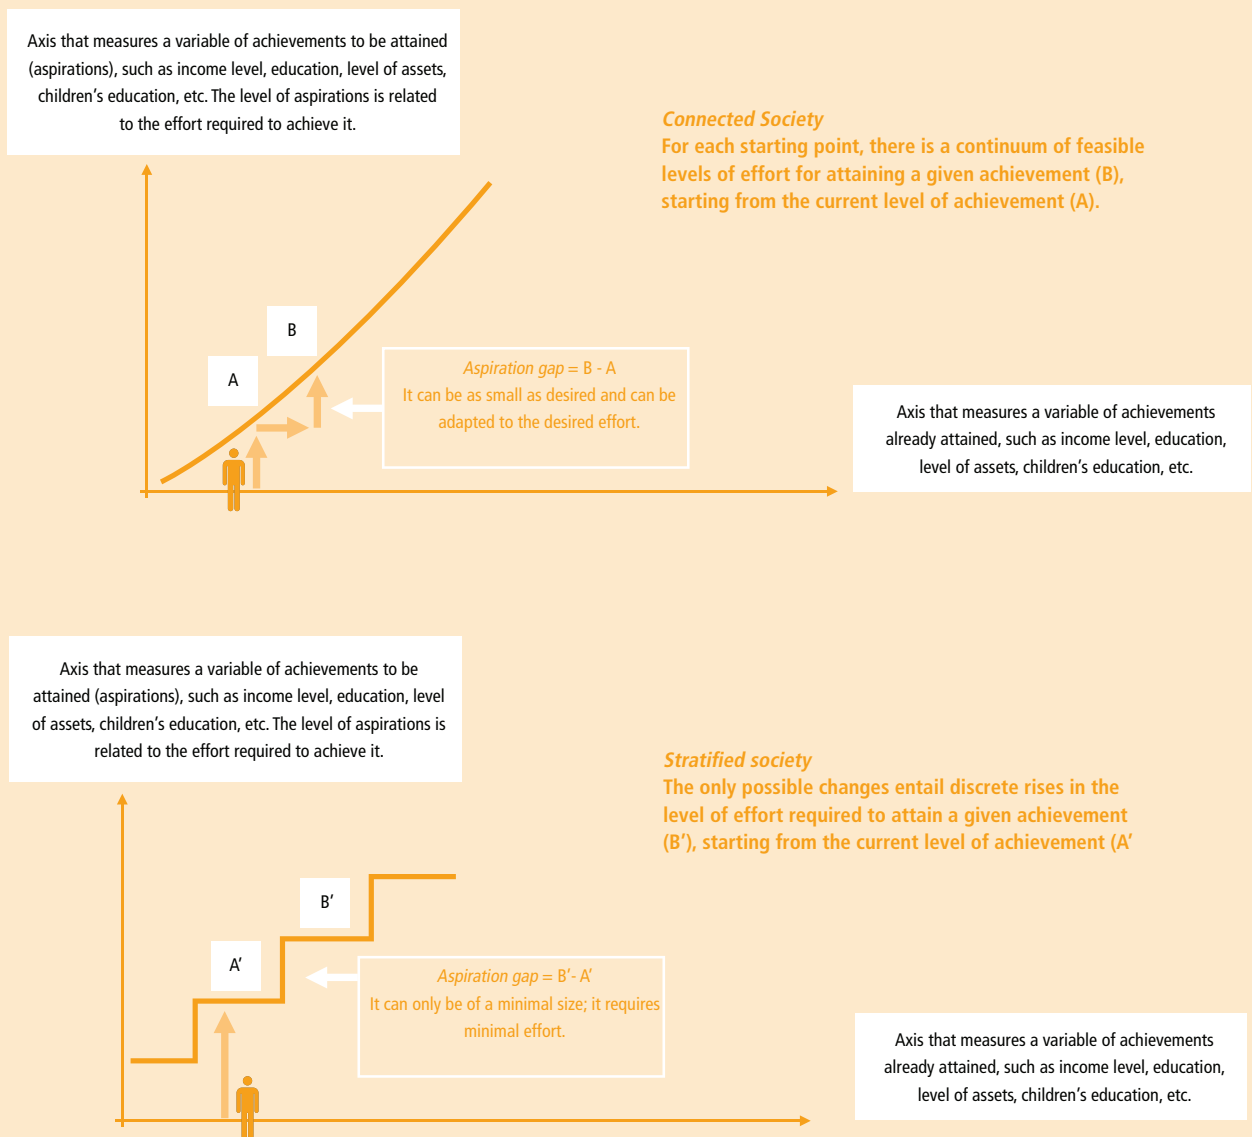 Axis that measures a variable of achievements to be attained
(aspirations), such as income level, education, level of assets,
children's education, etc. The level of aspirations is related
to the effort required to achieve it.
Connected Society
For each starting point, there is a continuum of feasible
levels of effort for attaining a given achievement (B),
starting from the current level of achievement (A).
B
A
Aspiration gap = B - A
It can be as small as desired and can be
adapted to the desired effort.
Axis that measures a variable of achievements
already attained, such as income level, education,
level of assets, children's education, etc.
Axis that measures a variable of achievements to be
attained (aspirations), such as income level, education, level
of assets, children's education, etc. The level of aspirations is
related to the effort required to achieve it.
Stratified society
The only possible changes entail discrete rises in the
level of effort required to attain a given achievement
(B'), starting from the current level of achievement (A'
B'
A'
Aspiration gap = B'- A'
It can only be of a minimal size; it requires
minimal effort.
Axis that measures a variable of achievements
already attained, such as income level, education,
level of assets, children's education, etc.